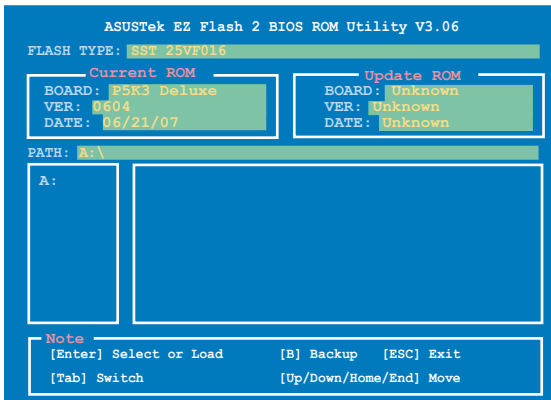 ASUSTek EZ Flash 2 BIOS ROM Utility V3.06
FLASH TYPE: SST 25VF016
Current ROM
BOARD: P5K3 Deluxe
VER: 0604
DATE: 06/21/07
Update ROM
BOARD: Unknown
VER: Unknown
DATE: Unknown
PATH: A:\
A:
Note
[Enter] Select or Load [B] Backup [ESC] Exit
[Tab] Switch [Up/Down/Home/End] Move